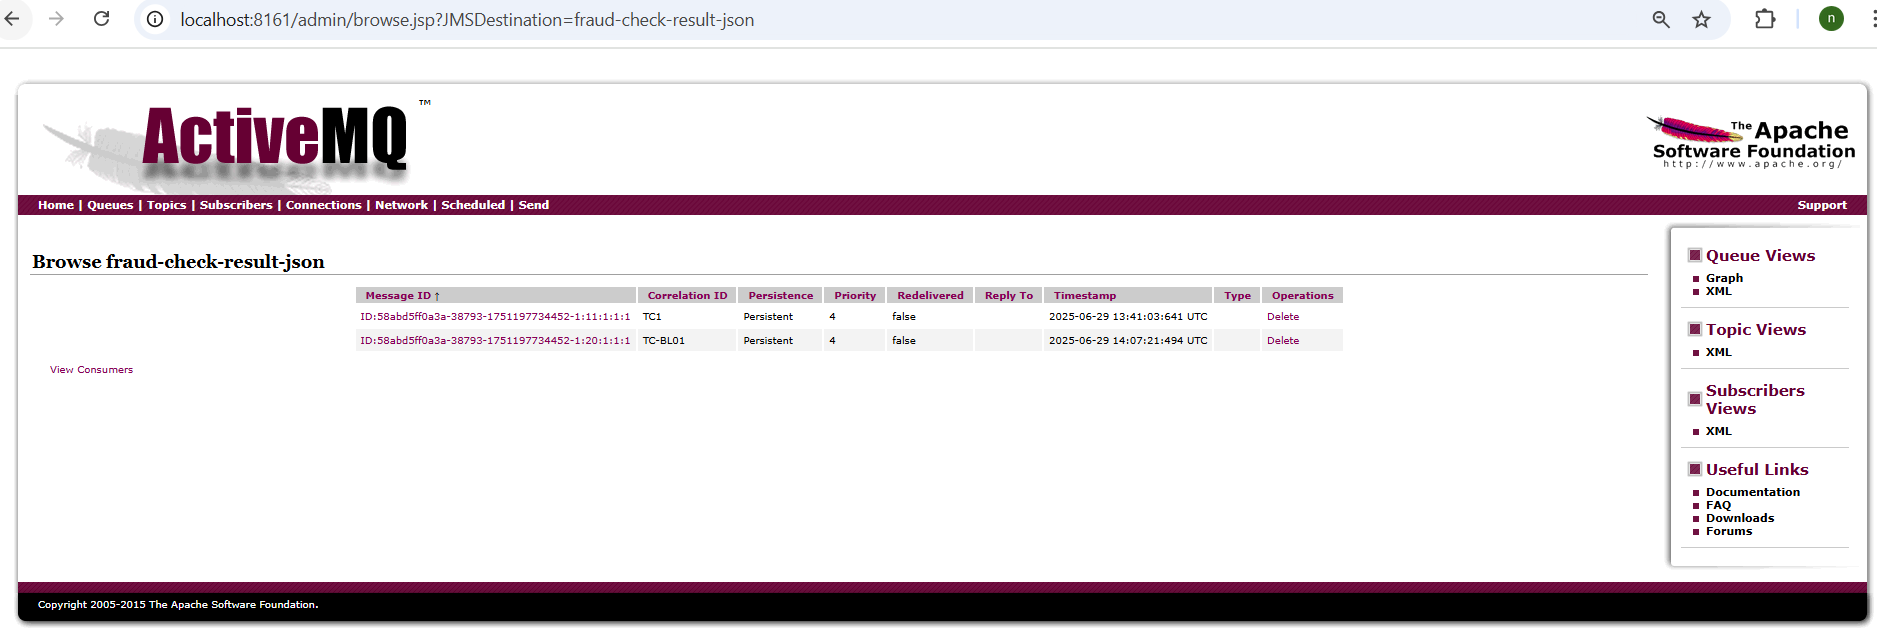 localhost:8161/admin/browse.jsp?JMSDestination=fraud-check-result-json
n
ActiveMQ ™
The Apache
Software Foundation
http://www.apache.org/
Home | Queues | Topics | Subscribers | Connections | Network | Scheduled | Send
Support
Browse fraud-check-result-json
Message ID ↑ Correlation ID Persistence Priority Redelivered Reply To Timestamp Type Operations
ID:58abd5ff0a3a-38793-1751197734452-1:11:1:1:1 TC1 Persistent 4 false 2025-06-29 13:41:03:641 UTC Delete
ID:58abd5ff0a3a-38793-1751197734452-1:20:1:1:1 TC-BL01 Persistent 4 false 2025-06-29 14:07:21:494 UTC Delete
View Consumers
Queue Views
Graph
XML
Topic Views
XML
Subscribers
Views
XML
Useful Links
Documentation
FAQ
Downloads
Forums
Copyright 2005-2015 The Apache Software Foundation.